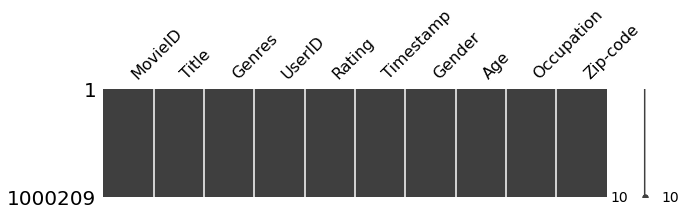 MovieID Title Genres UserID Rating Timestamp Gender Age Occupation Zip-code
1
1000209
10 10